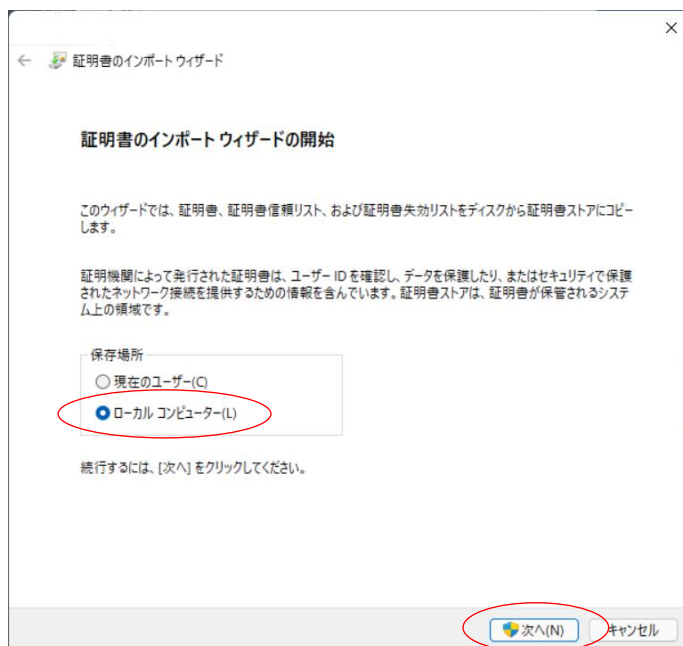 証明書のインポート ウィザード
証明書のインポート ウィザードの開始
このウィザードでは、証明書、証明書信頼リスト、および証明書失効リストをディスクから証明書ストアにコピー
します。
証明機関によって発行された証明書は、ユーザー ID を確認し、データを保護したり、またはセキュリティで保護
されたネットワーク接続を提供するための情報を含んでいます。証明書ストアは、証明書が保管されるシステ
ム上の領域です。
保存場所
現在のユーザー(C)
ローカル コンピューター(L)
続行するには、[次へ] をクリックしてください。
次へ(N) キャンセル